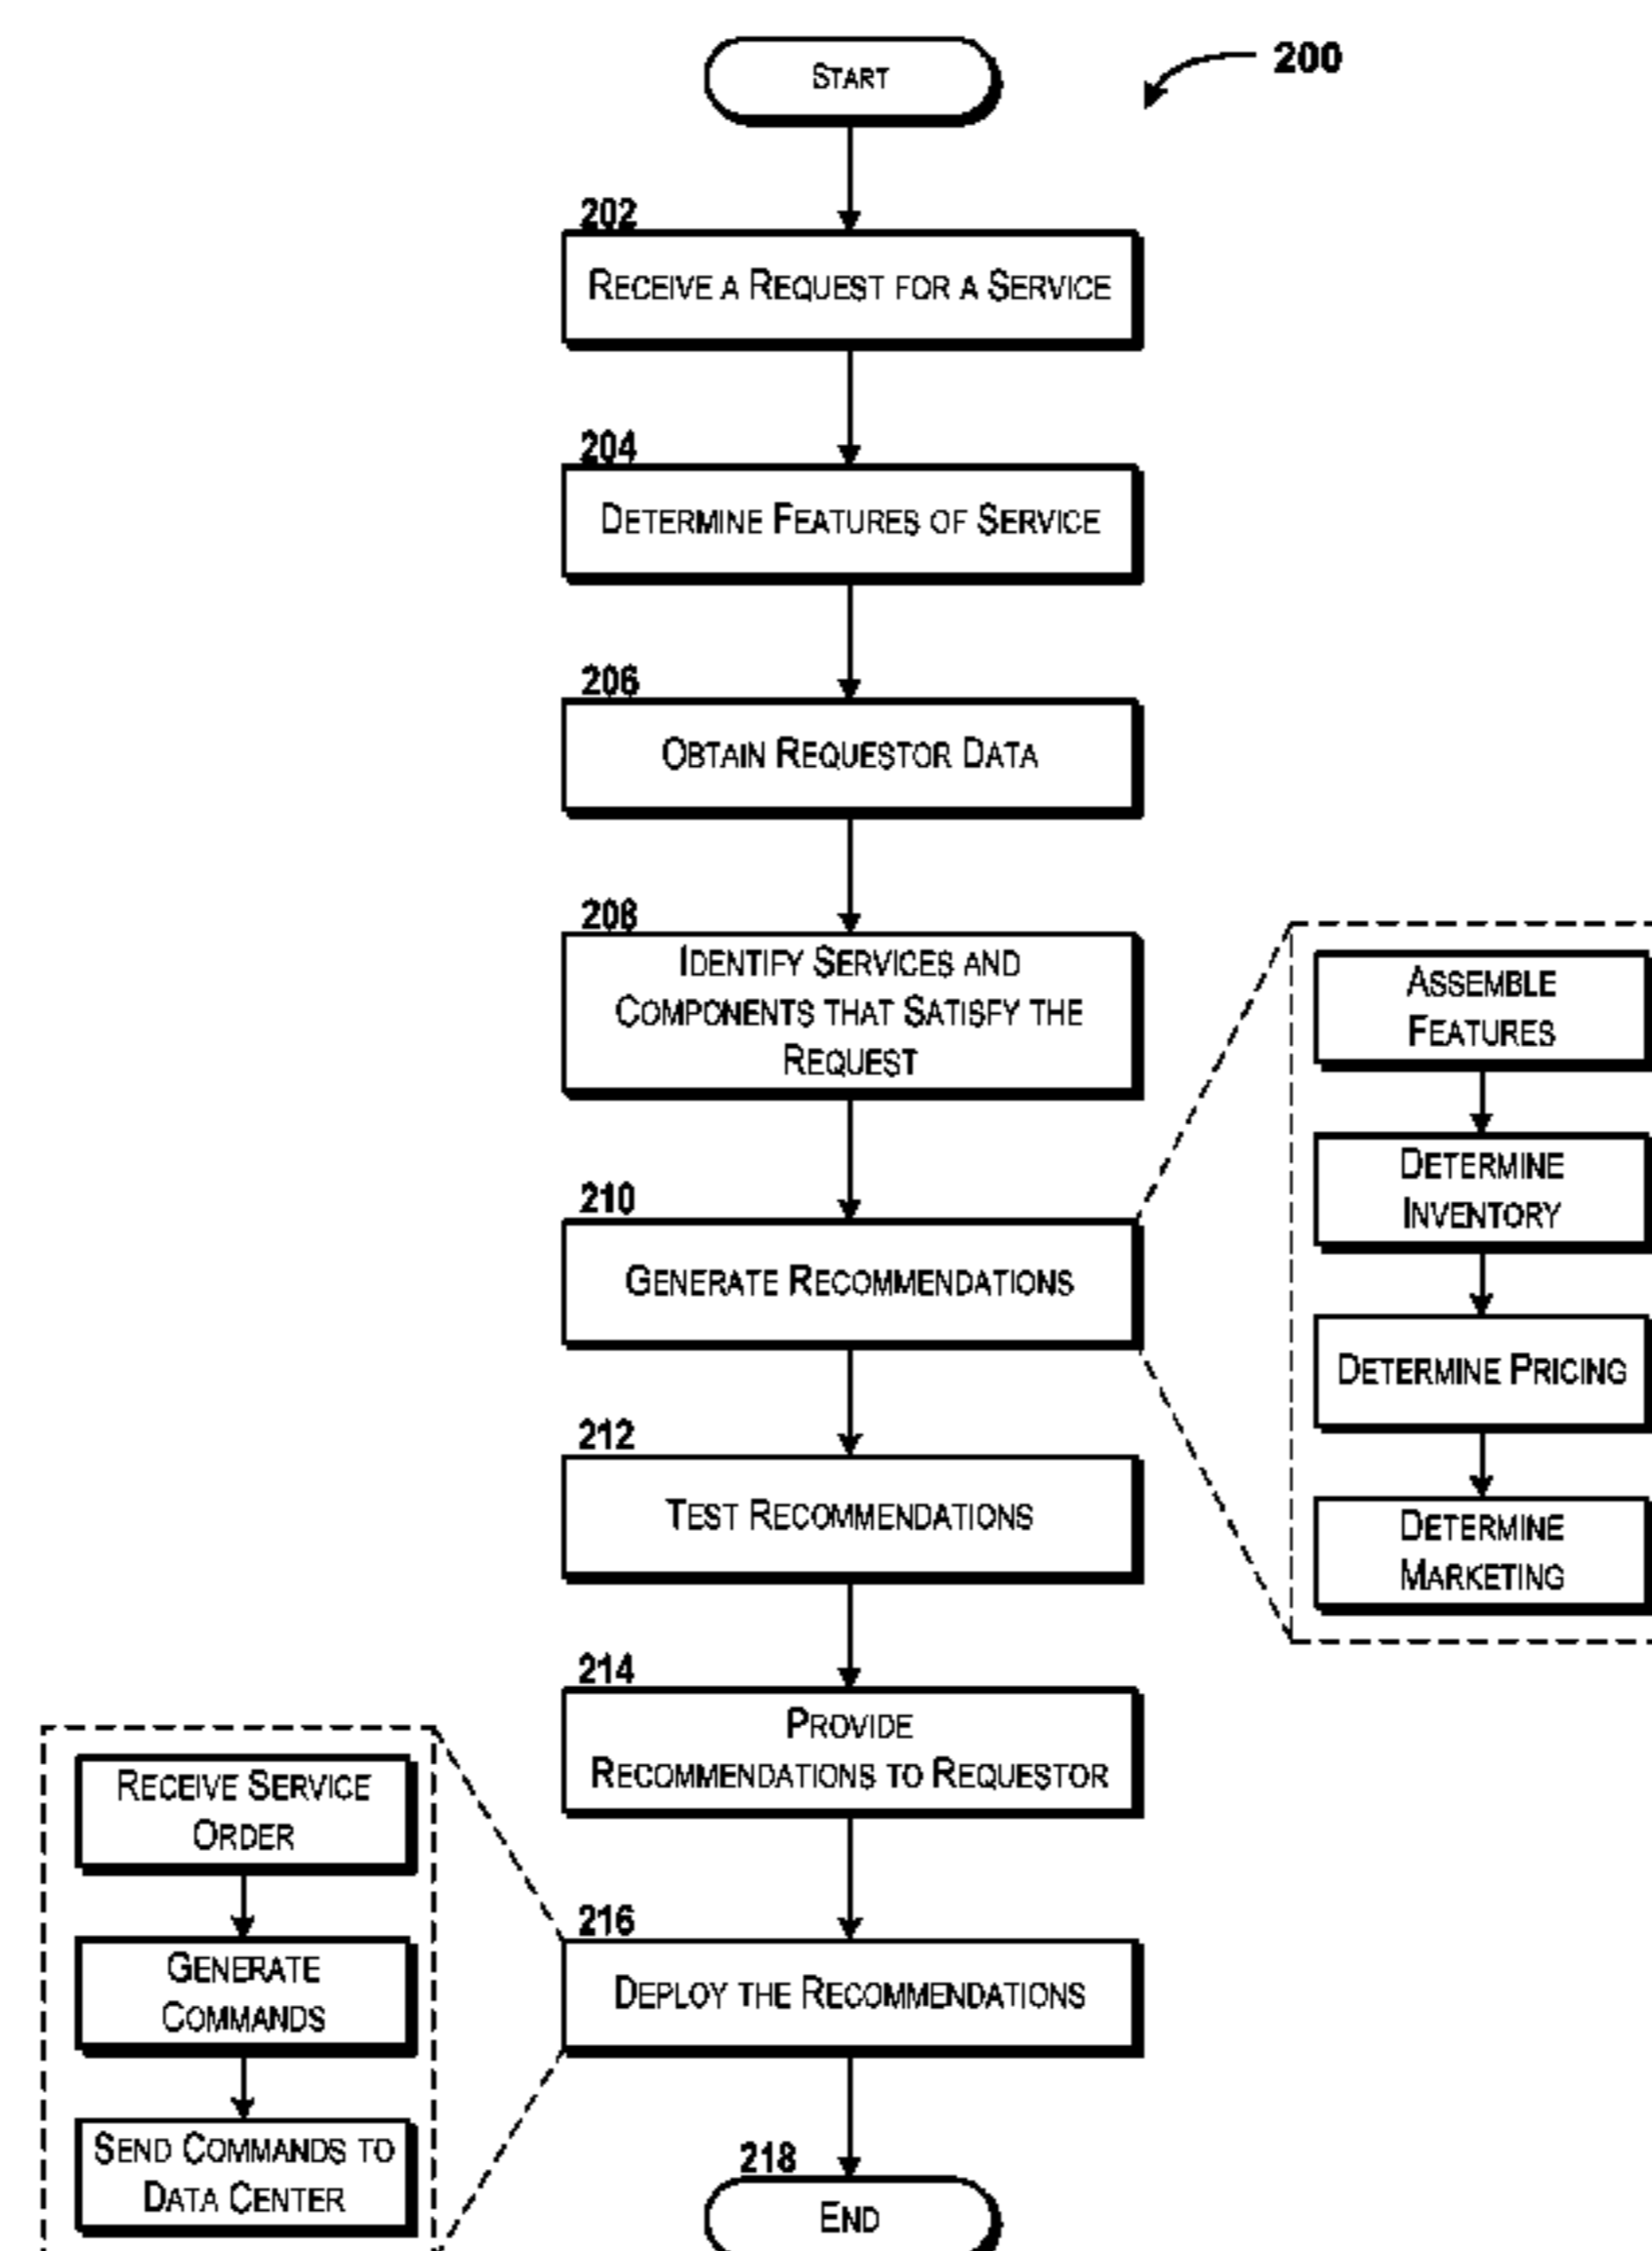 START
200
202
RECEIVE A REQUEST FOR A SERVICE
204
DETERMINE FEATURES OF SERVICE
206
OBTAIN REQUESTOR DATA
208
IDENTIFY SERVICES AND
COMPONENTS THAT SATISFY THE
REQUEST
210
GENERATE RECOMMENDATIONS
ASSEMBLE
FEATURES
DETERMINE
INVENTORY
DETERMINE PRICING
DETERMINE
MARKETING
212
TEST RECOMMENDATIONS
214
PROVIDE
RECOMMENDATIONS TO REQUESTOR
216
DEPLOY THE RECOMMENDATIONS
RECEIVE SERVICE
ORDER
GENERATE
COMMANDS
SEND COMMANDS TO
DATA CENTER
218
END